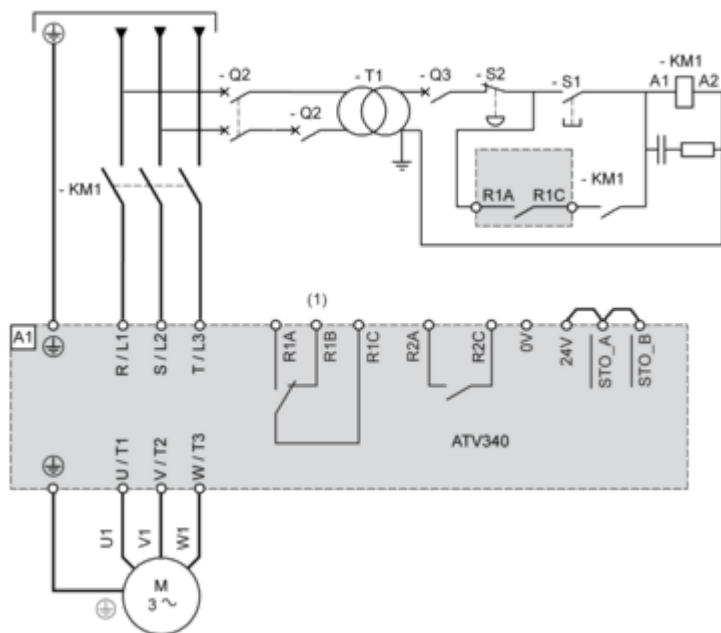 - Q2
- T1
- Q3
- S2
- S1
- KM1
A1
A2
- Q2
- KM1
R1A
R1C
- KM1
(1)
A1
R / L1
S / L2
T / L3
R1A
R1B
R1C
R2A
R2C
0V
24V
STO_A
STO_B
ATV340
U / T1
V / T2
W / T3
U1
V1
W1
M
3 ~